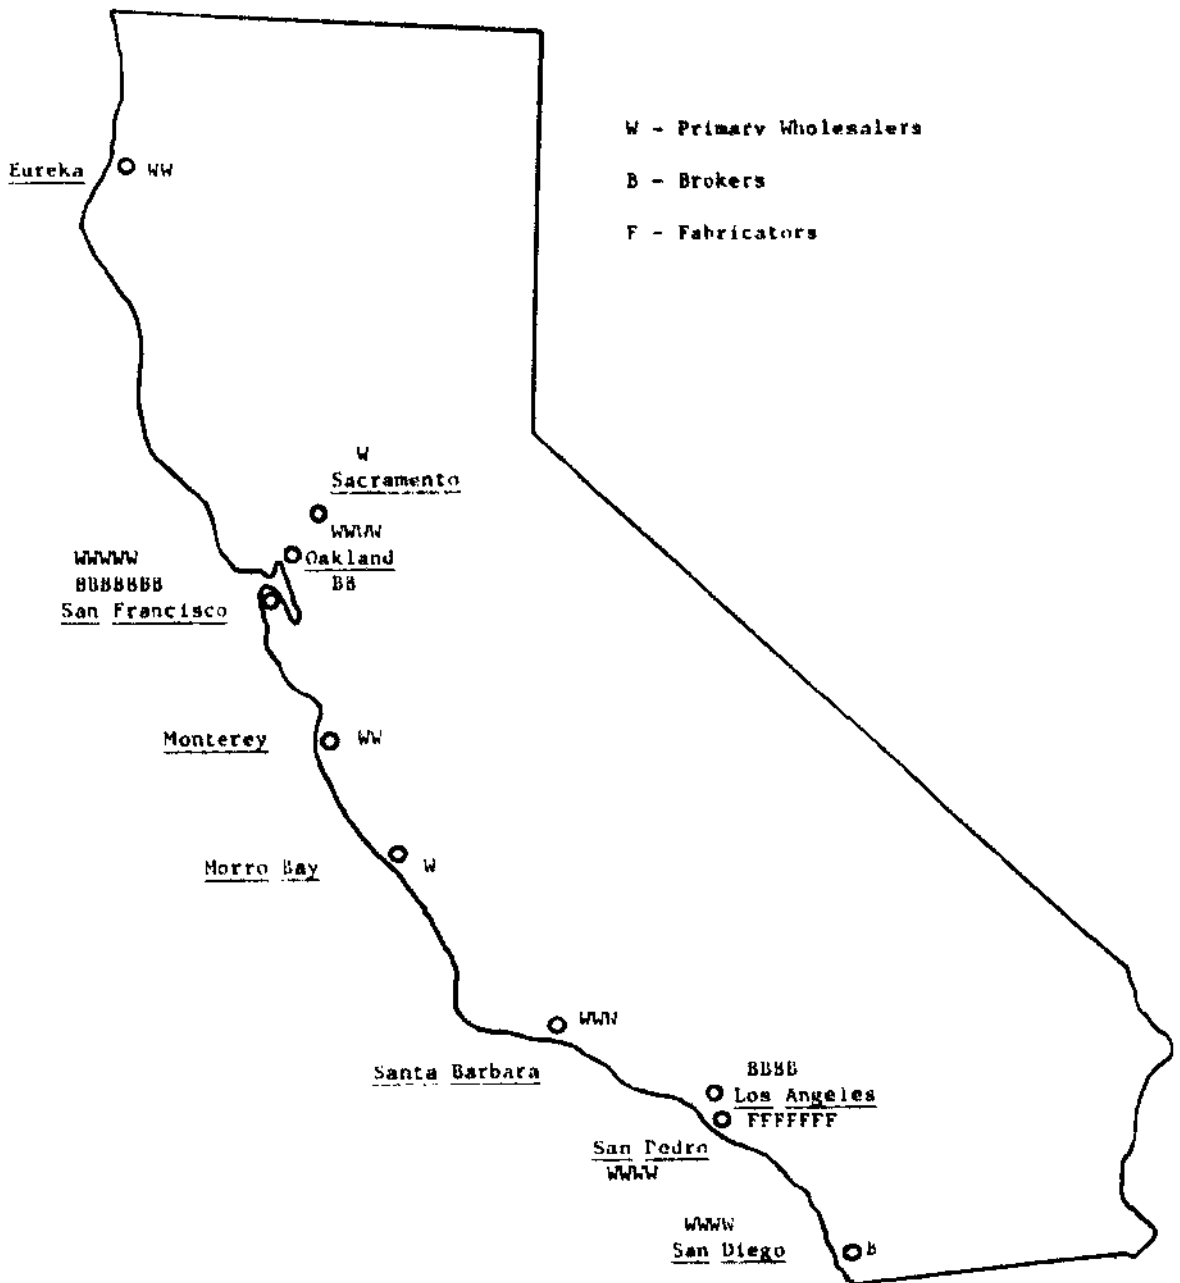 W - Primary Wholesalers
Eureka WW
B - Brokers
F - Fabricators
W
Sacramento
WWWW
WWWWW
Oakland
BBBBBBB
BB
San Francisco
Monterey WW
Morro Bay W
WWW
Santa Barbara
BBBB
Los Angeles
FFFFFFF
San Pedro
WWWW
WWWW
San Diego B